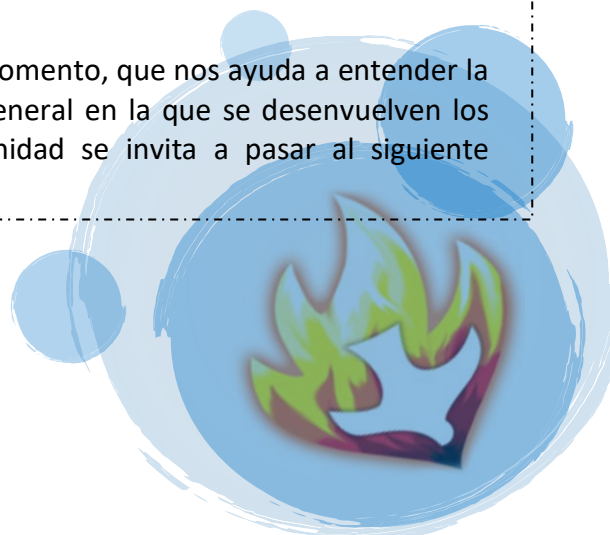 omento, que nos ayuda a entender la
eneral en la que se desenvuelven los
nidad se invita a pasar al siguiente